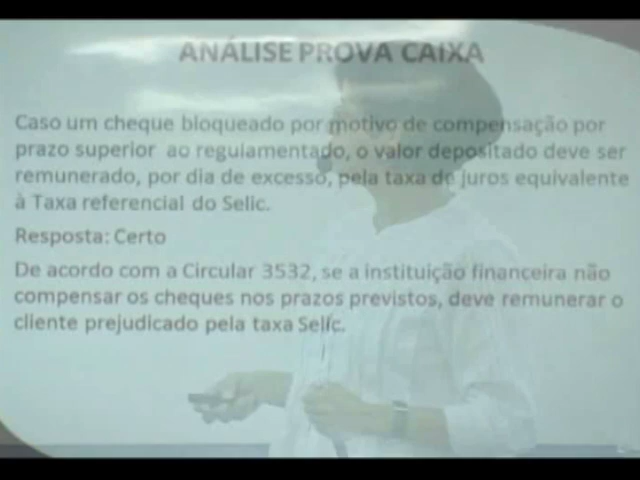 ANÁLISE PROVA CAIXA
Caso um cheque bloqueado por motivo de compensação por
prazo superior ao regulamentado, o valor depositado deve ser
remunerado, por dia de excesso, pela taxa de juros equivalente
à Taxa referencial do Selic.
Resposta: Certo
De acordo com a Circular 3532, se a instituição financeira não
compensar os cheques nos prazos previstos, deve remunerar o
cliente prejudicado pela taxa Selic.